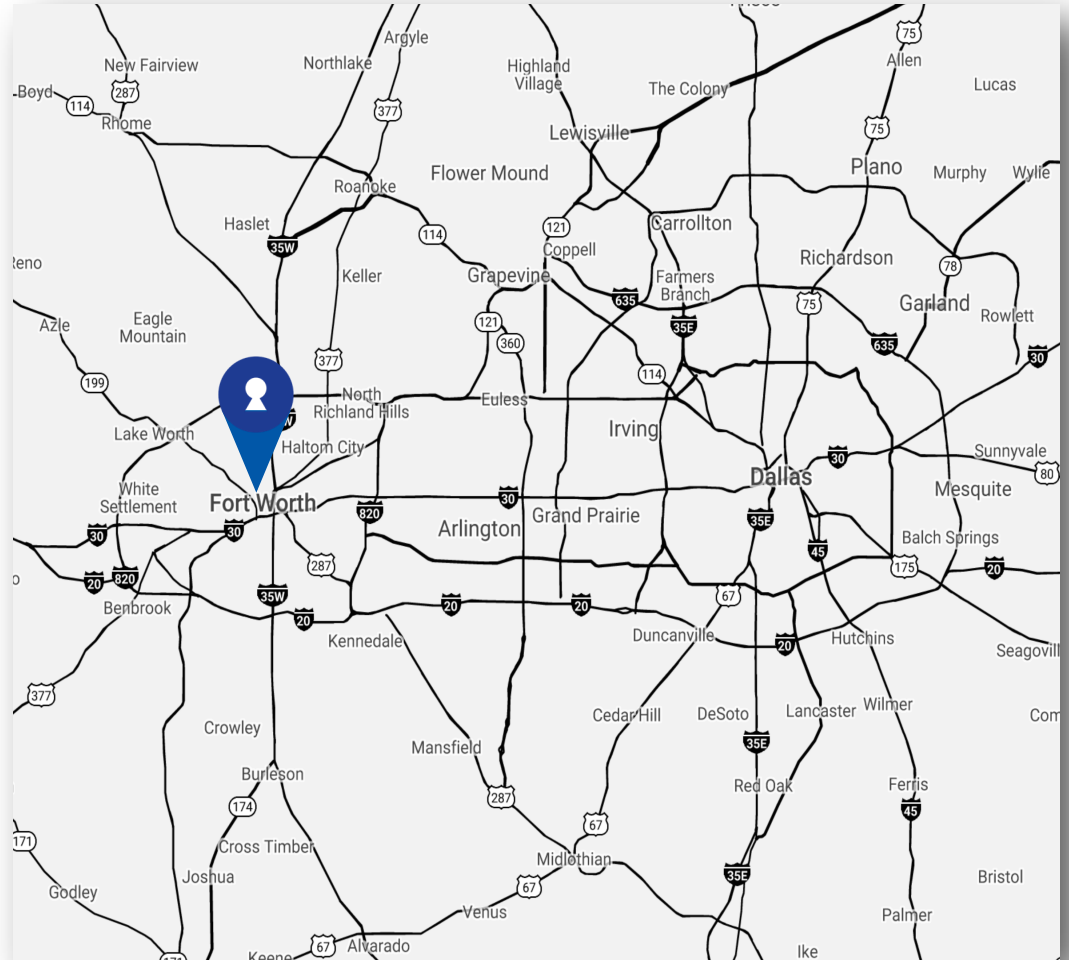 Argyle
75
New Fairview
Northlake
Highland
Village
Allen
Boyd
114
287
The Colony
Lucas
377
Rhome
Lewisville
75
Flower Mound
Plano
Murphy
Wylie
Roanoke
Haslet
114
121
Carrollton
35W
Coppell
Richardson
78
Keller
Grapevine
Farmers
Branch
635
75
Garland
Rowlett
Azle
Eagle
Mountain
121
360
35E
635
30
377
114
199
North
Richland Hills
Euless
Irving
Lake Worth
Haltom City
Sunnyvale
30
80
Dallas
White
Settlement
Fort Worth
30
Mesquite
820
Arlington
Grand Prairie
35E
30
30
45
Balch Springs
287
175
20
20
820
35W
67
Benbrook
20
20
20
Kennedale
Duncanville
20
Hutchins
377
Crowley
Cedar Hill
DeSoto
Lancaster
Wilmer
Mansfield
35E
Burleson
287
Red Oak
Ferris
174
67
45
171
Cross Timber
Midlothian
35E
Joshua
67
Bristol
Godley
Venus
Palmer
67
Alvarado
Ike